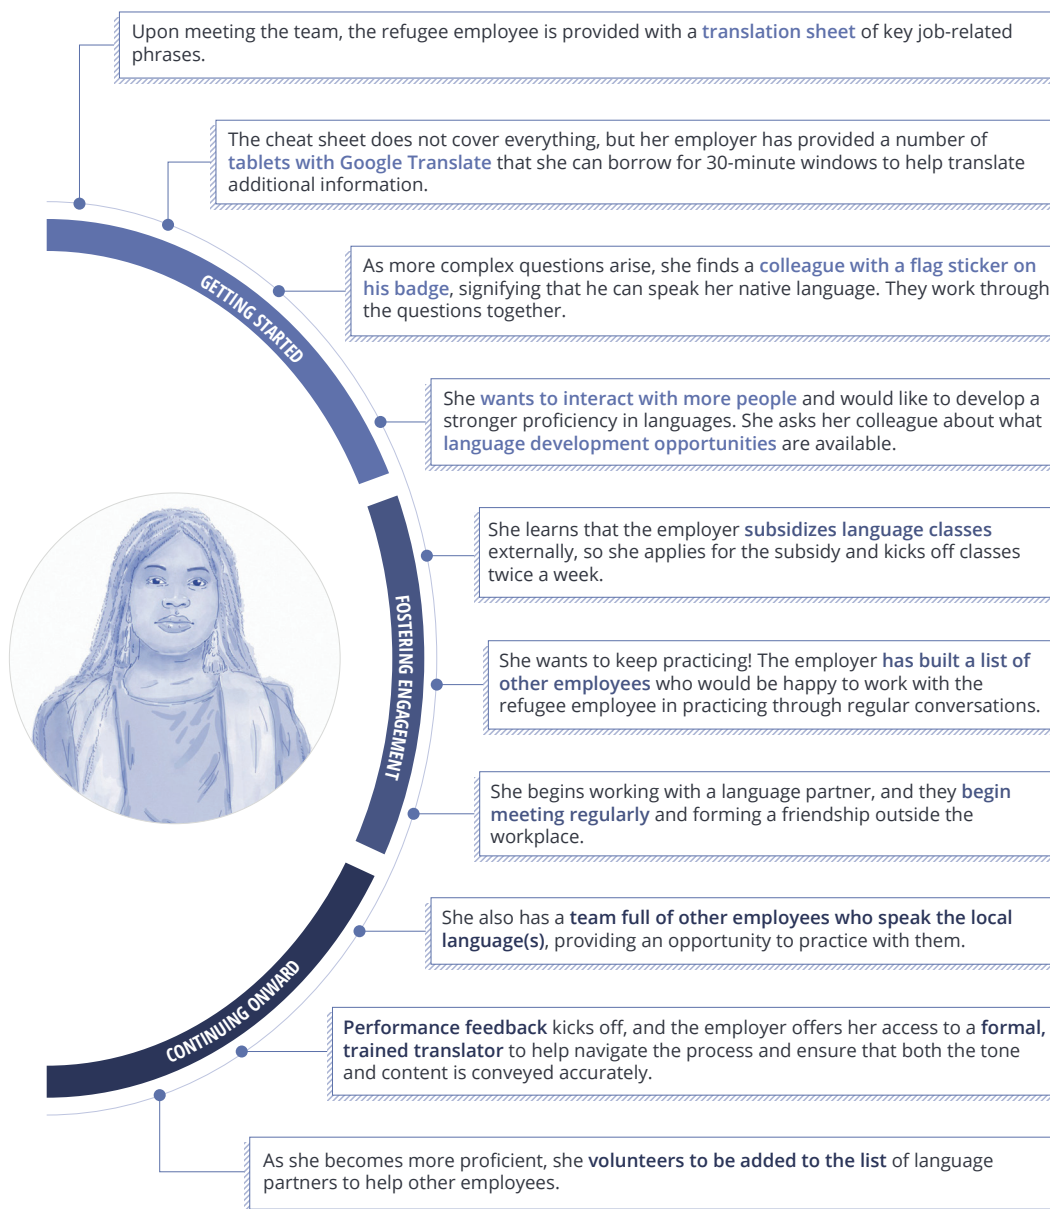 Upon meeting the team, the refugee employee is provided with a translation sheet of key job-related
phrases.
The cheat sheet does not cover everything, but her employer has provided a number of
tablets with Google Translate that she can borrow for 30-minute windows to help translate
additional information.
As more complex questions arise, she finds a colleague with a flag sticker on
his badge, signifying that he can speak her native language. They work through
the questions together.
GETTING STARTED
She wants to interact with more people and would like to develop a
stronger proficiency in languages. She asks her colleague about what
language development opportunities are available.
She learns that the employer subsidizes language classes
externally, so she applies for the subsidy and kicks off classes
twice a week.
FOSTERING ENGAGEMENT
She wants to keep practicing! The employer has built a list of
other employees who would be happy to work with the
refugee employee in practicing through regular conversations.
She begins working with a language partner, and they begin
meeting regularly and forming a friendship outside the
workplace.
She also has a team full of other employees who speak the local
language(s), providing an opportunity to practice with them.
CONTINUING ONWARD
Performance feedback kicks off, and the employer offers her access to a formal,
trained translator to help navigate the process and ensure that both the tone
and content is conveyed accurately.
As she becomes more proficient, she volunteers to be added to the list of language
partners to help other employees.